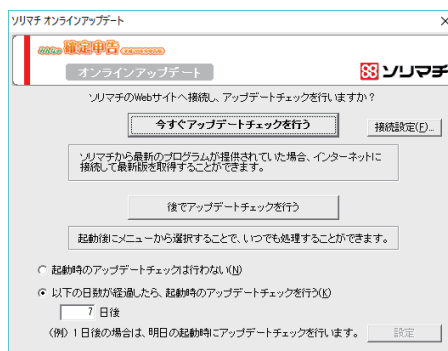 ソリマチ オンラインアップデート
みんなの確定申告
オンラインアップデート
ソリマチ
ソリマチのWebサイトへ接続し、アップデートチェックを行いますか?
今すぐアップデートチェックを行う
接続設定(F)...
ソリマチから最新のプログラムが提供されていた場合、インターネットに
接続して最新版を取得することができます。
後でアップデートチェックを行う
起動後にメニューから選択することで、いつでも処理することができます。
起動時のアップデートチェックは行わない(N)
以下の日数が経過したら、起動時のアップデートチェックを行う(K)
7 日後
(例) 1日後の場合は、明日の起動時にアップデートチェックを行います。
設定